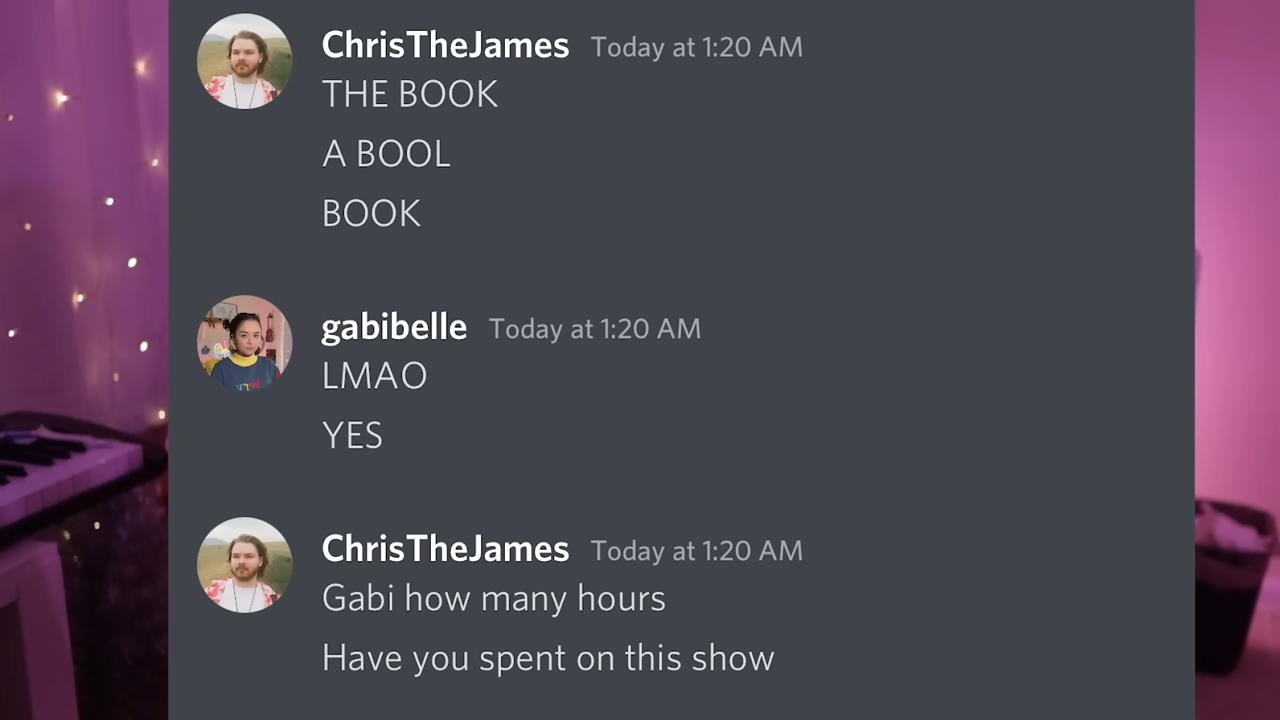 ChrisTheJames Today at 1:20 AM
THE BOOK
A BOOL
BOOK
gabibelle Today at 1:20 AM
LMAO
YES
ChrisTheJames Today at 1:20 AM
Gabi how many hours
Have you spent on this show